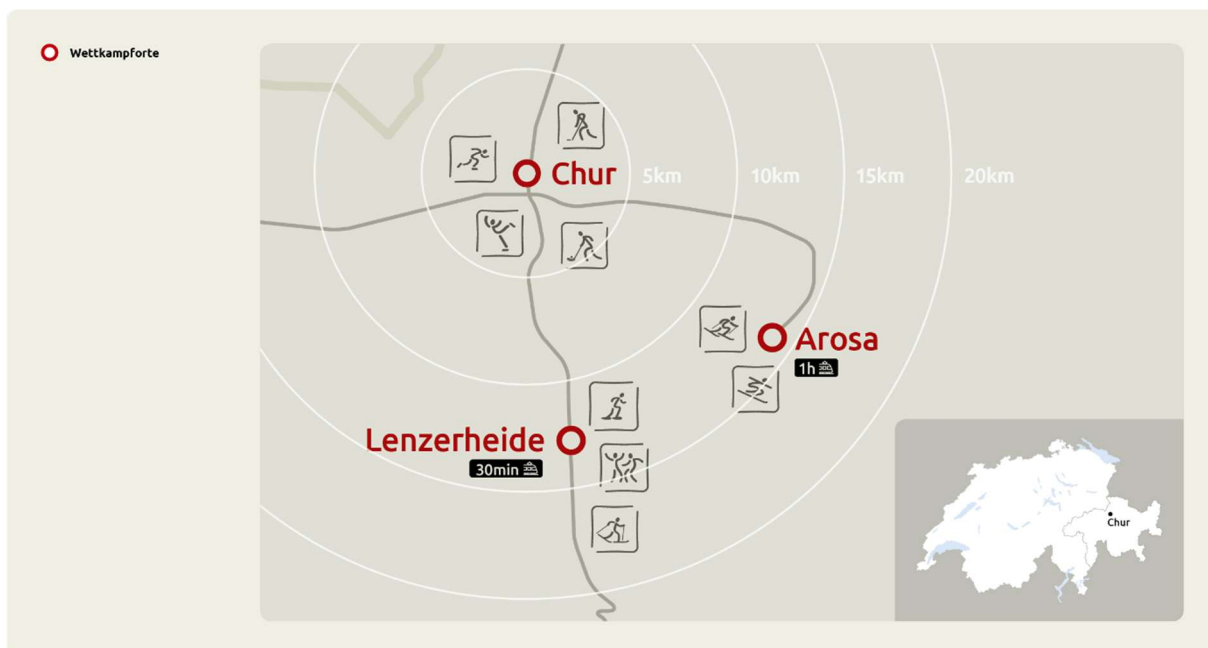 Wettkampforte
Chur
5km
10km
15km
20km
Arosa
1h
Lenzerheide
30min
Chur